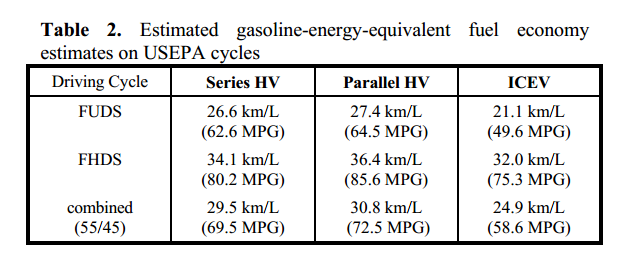 Table 2. Estimated gasoline-energy-equivalent fuel economy
estimates on USEPA cycles
Driving Cycle Series HV Parallel HV ICEV
FUDS 26.6 km/L 27.4 km/L 21.1 km/L
(62.6 MPG) (64.5 MPG) (49.6 MPG)
FHDS 34.1 km/L 36.4 km/L 32.0 km/L
(80.2 MPG) (85.6 MPG) (75.3 MPG)
combined 29.5 km/L 30.8 km/L 24.9 km/L
(55/45) (69.5 MPG) (72.5 MPG) (58.6 MPG)